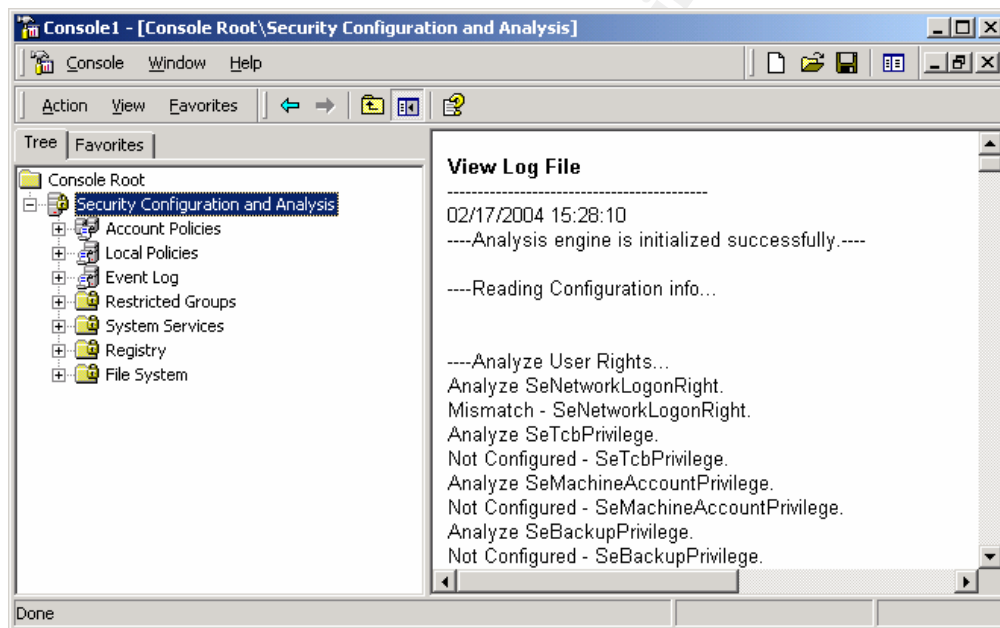 Console1 - [Console Root\Security Configuration and Analysis]
Console Window Help
Action View Favorites
Tree Favorites
Console Root
Security Configuration and Analysis
Account Policies
Local Policies
Event Log
Restricted Groups
System Services
Registry
File System
View Log File
-------------------------------------------
02/17/2004 15:28:10
----Analysis engine is initialized successfully.----
----Reading Configuration info...
----Analyze User Rights...
Analyze SeNetworkLogonRight.
Mismatch - SeNetworkLogonRight.
Analyze SeTcbPrivilege.
Not Configured - SeTcbPrivilege.
Analyze SeMachineAccountPrivilege.
Not Configured - SeMachineAccountPrivilege.
Analyze SeBackupPrivilege.
Not Configured - SeBackupPrivilege.
Done